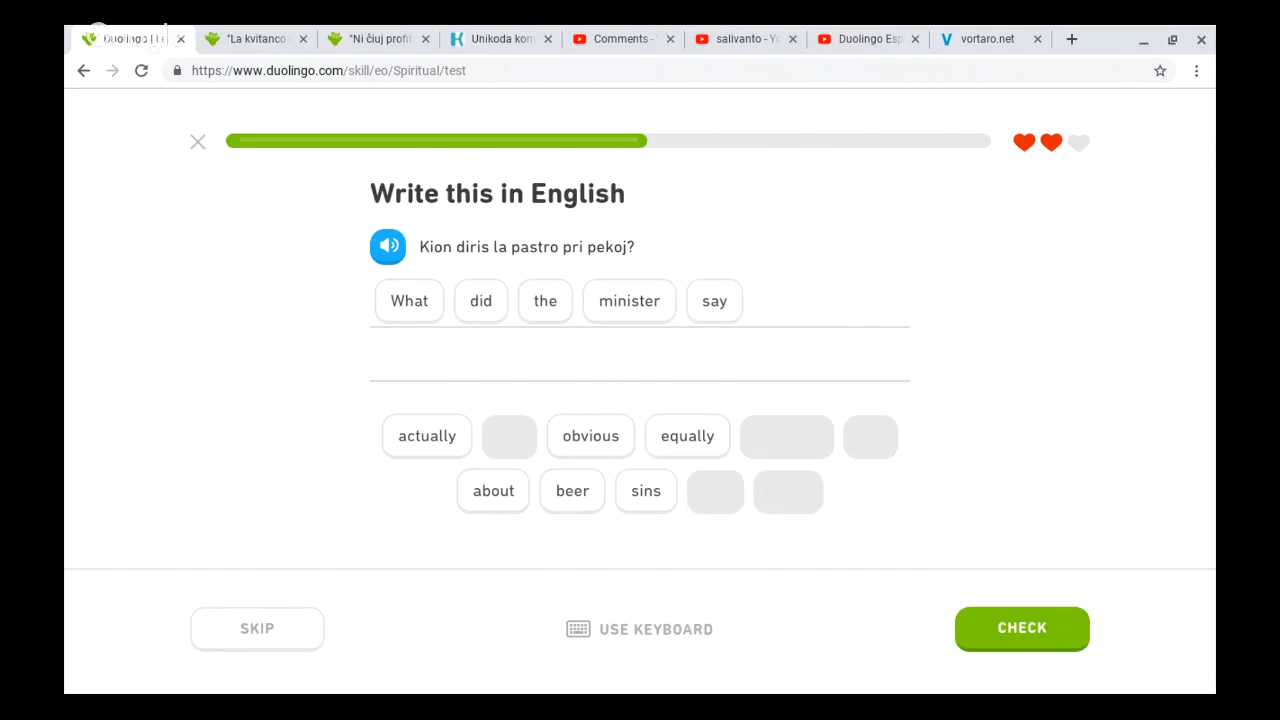 Duolingo | Le
"La kvitanco
"Ni ĉiuj profit
Unikoda kon
Comments - Y
salivanto - Yo
Duolingo Esp
vortaro.net
https://www.duolingo.com/skill/eo/Spiritual/test
Write this in English
Kion diris la pastro pri pekoj?
What did the minister say
actually obvious equally
about beer sins
SKIP USE KEYBOARD CHECK